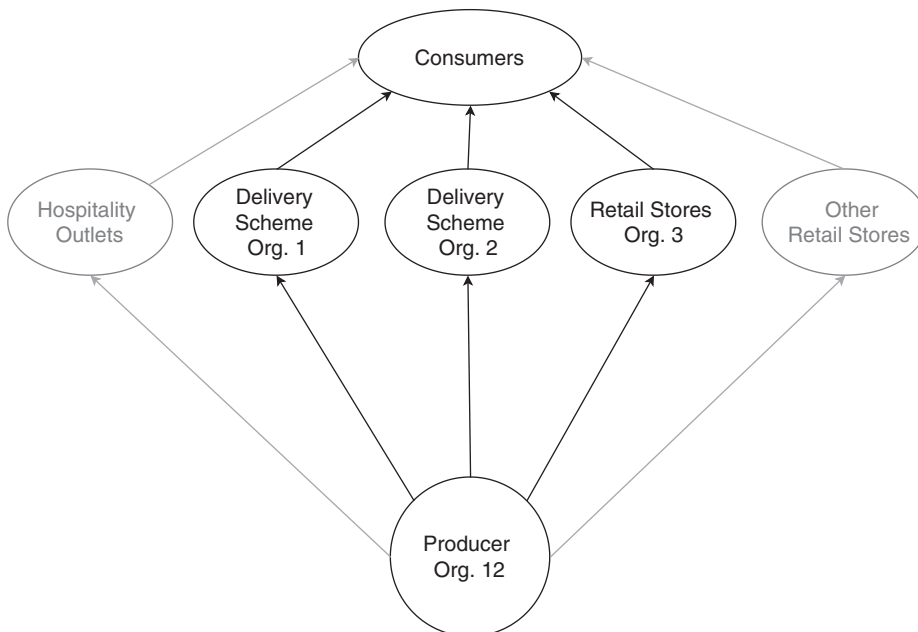 Consumers
Hospitality
Outlets
Delivery
Scheme
Org. 1
Delivery
Scheme
Org. 2
Retail Stores
Org. 3
Other
Retail Stores
Producer
Org. 12